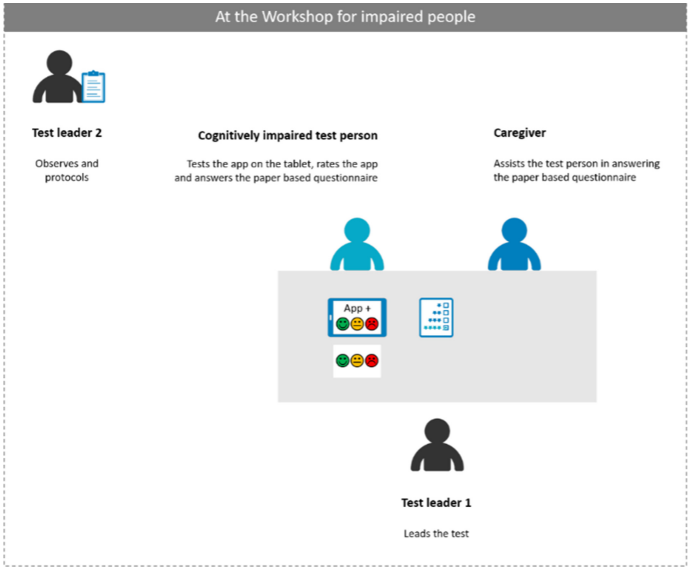 At the Workshop for impaired people
Test leader 2
Observes and
protocols
Cognitively impaired test person
Tests the app on the tablet, rates the app
and answers the paper based questionnaire
Caregiver
Assists the test person in answering
the paper based questionnaire
App +
Test leader 1
Leads the test